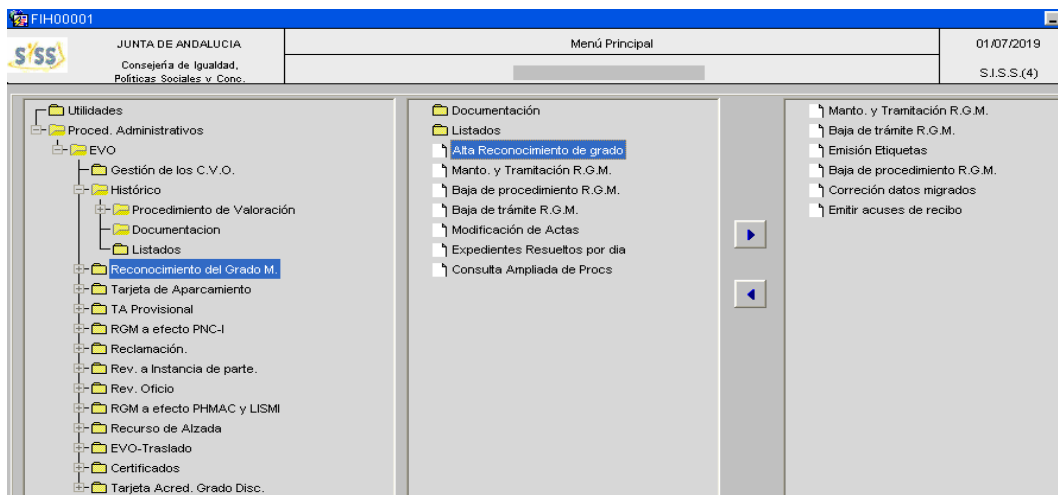 FIH00001
SISS
JUNTA DE ANDALUCIA
Consejería de Igualdad,
Políticas Sociales y Conc.
Menú Principal
01/07/2019
S.I.S.S.(4)
Utilidades
Proced. Administrativos
EVO
Gestión de los C.V.O.
Histórico
Procedimiento de Valoración
Documentacion
Listados
Reconocimiento del Grado M.
Tarjeta de Aparcamiento
TA Provisional
RGM a efecto PNC-I
Reclamación.
Rev. a Instancia de parte.
Rev. Oficio
RGM a efecto PHMAC y LISMI
Recurso de Alzada
EVO-Traslado
Certificados
Tarjeta Acred. Grado Disc.
Documentación
Listados
Alta Reconocimiento de grado
Manto. y Tramitación R.G.M.
Baja de procedimiento R.G.M.
Baja de trámite R.G.M.
Modificación de Actas
Expedientes Resueltos por dia
Consulta Ampliada de Procs
Manto. y Tramitación R.G.M.
Baja de trámite R.G.M.
Emisión Etiquetas
Baja de procedimiento R.G.M.
Correción datos migrados
Emitir acuses de recibo